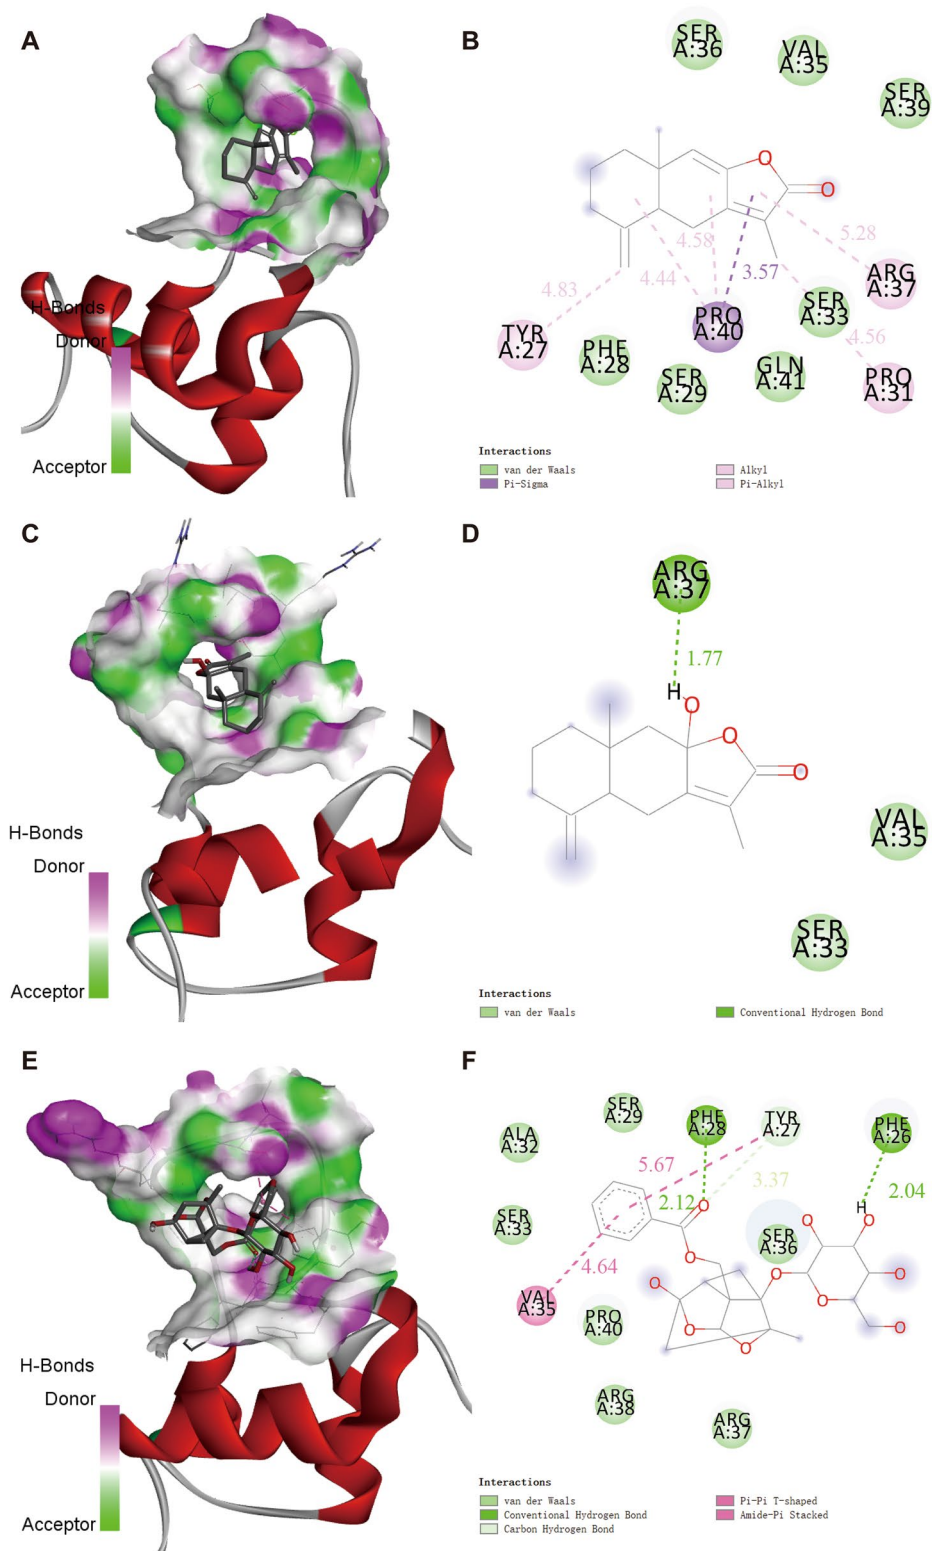 A
H-Bonds
Donor
Acceptor
B
SER
A:36
VAL
A:35
SER
A:39
O
O
5.28
4.58
3.57
4.44
4.83
ARG
A:37
SER
A:33
PRO
A:40
TYR
A:27
PHE
A:28
SER
A:29
GLN
A:41
4.56
PRO
A:31
Interactions
van der Waals
Pi-Sigma
Alkyl
Pi-Alkyl
C
H-Bonds
Donor
Acceptor
D
ARG
A:37
1.77
H
O
O
O
VAL
A:35
SER
A:33
Interactions
van der Waals
Conventional Hydrogen Bond
E
H-Bonds
Donor
Acceptor
F
SER
A:29
PHE
A:28
TYR
A:27
PHE
A:26
ALA
A:32
5.67
3.37
2.12
2.04
H
O
O
O
SER
A:33
SER
A:36
4.64
O
O
O
O
O
O
O
O
O
VAL
A:35
PRO
A:40
ARG
A:38
ARG
A:37
Interactions
van der Waals
Conventional Hydrogen Bond
Carbon Hydrogen Bond
Pi-Pi T-shaped
Amide-Pi Stacked